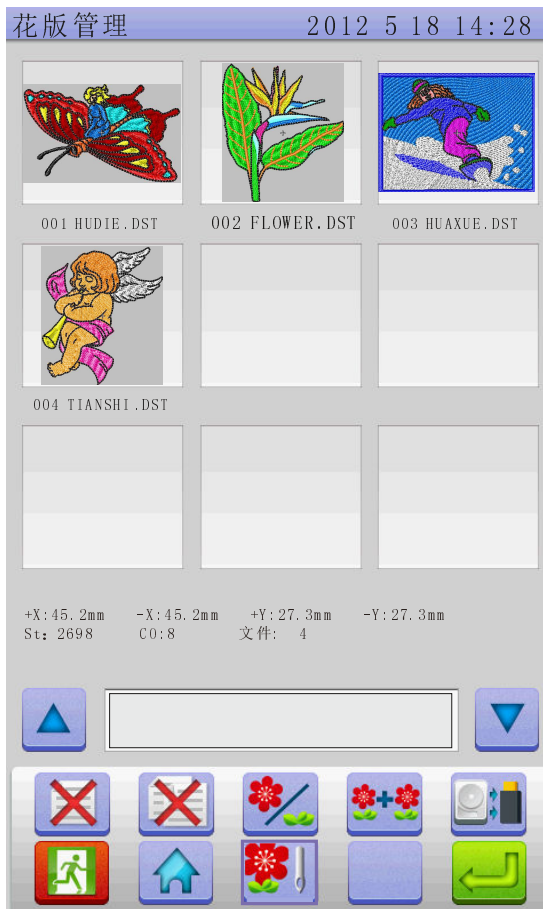 花版管理 2012 5 18 14:28
001 HUDIE.DST 002 FLOWER.DST 003 HUAXUE.DST
004 TIANSHI.DST
+X:45.2mm -X:45.2mm +Y:27.3mm -Y:27.3mm
St: 2698 CO:8 文件: 4